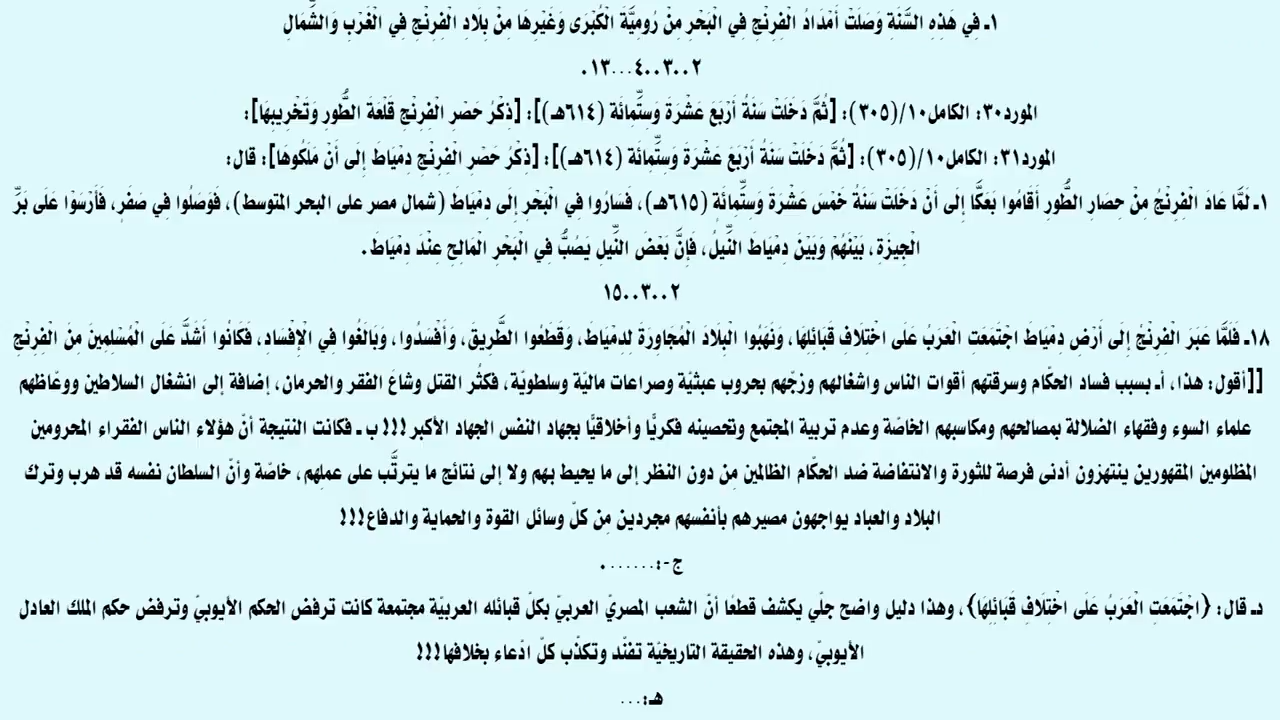 ١ـ فِي هَذِهِ السَّنَةِ وَصَلَتْ أَمْدَادُ الْفِرِنْجِ فِي الْبَحْرِ مِنْ رُومِيَّةَ الْكُبْرَى وَغَيْرِهَا مِنْ بِلَادِ الْفِرِنْجِ فِي الْغَرْبِ وَالشَّمَالِ
٢..٣..٤...١٣.
المورد٣٠: الكامل١٠/(٣٠٥): [ثُمَّ دَخَلَتْ سَنَةُ أَرْبَعَ عَشْرَةَ وَسِتِّمِائَة (٦١٤هـ)]: [ذِكْرُ حَصْرِ الْفِرِنْجِ قَلْعَةَ الطُّورِ وَتَخْرِيبِهَا]:
المورد٣١: الكامل١٠/(٣٠٥): [ثُمَّ دَخَلَتْ سَنَةُ أَرْبَعَ عَشْرَةَ وَسِتِّمِائَة (٦١٤هـ)]: [ذِكْرُ حَصْرِ الْفِرِنْجِ دِمْيَاطَ إِلَى أَنْ مَلَكُوهَا]: قال:
١ـ لَمَّا عَادَ الْفِرِنْجُ مِنْ حِصَارِ الطُّورِ أَقَامُوا بَعَكَّا إِلَى أَنْ دَخَلَتْ سَنَةُ خَمْسَ عَشْرَةَ وَسِتِّمِائَةِ (٦١٥هـ)، فَسَارُوا فِي الْبَحْرِ إِلَى دِمْيَاطَ (شمال مصر على البحر المتوسط)، فَوَصَلُوا فِي صَفَرٍ، فَأَرْسَوْا عَلَى بَرِّ
الْجِيزَةِ، بَيْنَهُمْ وَبَيْنَ دِمْيَاطَ النِّيلُ، فَإِنَّ بَعْضَ النِّيلِ يَصُبُّ فِي الْبَحْرِ الْمَالِحِ عِنْدَ دِمْيَاطَ.
٢..٣..١٥
١٨ـ فَلَمَّا عَبَرَ الْفِرِنْجُ إِلَى أَرْضِ دِمْيَاطَ اجْتَمَعَتِ الْعَرَبُ عَلَى اخْتِلَافِ قَبَائِلِهَا، وَنَهَبُوا الْبِلَادَ الْمُجَاوِرَةَ لِدِمْيَاطَ، وَقَطَعُوا الطَّرِيقَ، وَأَفْسَدُوا، وَبَالَغُوا فِي الْإِفْسَادِ، فَكَانُوا أَشَدَّ عَلَى الْمُسْلِمِينَ مِنَ الْفِرِنْجِ
[[أقول: هذا، أـ بسبب فساد الحكّام وسرقتهم أقوات الناس واشغالهم وزجّهم بحروب عبثيّة وصراعات ماليّة وسلطويّة، فكثُر القتل وشاعَ الفقر والحرمان، إضافة إلى انشغال السلاطين ووعّاظهم
علماء السوء وفقهاء الضلالة بمصالحهم ومكاسبهم الخاصّة وعدم تربية المجتمع وتحصينه فكريًّا وأخلاقيًّا بجهاد النفس الجهاد الأكبر!!! ب ـ فكانت النتيجة أنّ هؤلاء الناس الفقراء المحرومين
المظلومين المقهورين ينتهزون أدنى فرصة للثورة والانتفاضة ضد الحكّام الظالمين مِن دون النظر إلى ما يحيط بهم ولا إلى نتائج ما يترتَّب على عملهم، خاصّة وأنّ السلطان نفسه قد هرب وترك
البلاد والعباد يواجهون مصيرهم بأنفسهم مجردين مِن كلّ وسائل القوة والحماية والدفاع!!!
ج-:.......
دـ قال: {اجْتَمَعَتِ الْعَرَبُ عَلَى اخْتِلَافِ قَبَائِلِهَا}، وهذا دليل واضح جلّي يكشف قطعًا أنّ الشعب المصريّ العربيّ بكلّ قبائله العربيّة مجتمعة كانت ترفض الحكم الأيوبيّ وترفض حكم الملك العادل
الأيوبيّ، وهذه الحقيقة التاريخيّة تفنّد وتكذّب كلّ ادّعاء بخلافها!!!
هـ:...